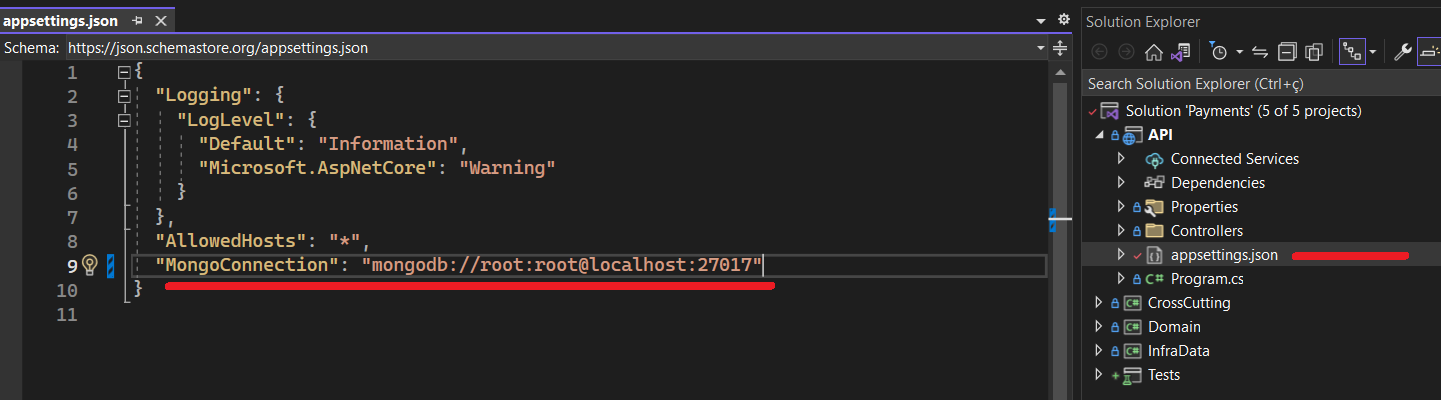 appsettings.json
Schema: https://json.schemastore.org/appsettings.json
1 {
2 "Logging": {
3 "LogLevel": {
4 "Default": "Information",
5 "Microsoft.AspNetCore": "Warning"
6 }
7 },
8 "AllowedHosts": "*",
9 "MongoConnection": "mongodb://root:root@localhost:27017"
10 }
11
Solution Explorer
Search Solution Explorer (Ctrl+ç)
Solution 'Payments' (5 of 5 projects)
API
Connected Services
Dependencies
Properties
Controllers
appsettings.json
C# Program.cs
C# CrossCutting
C# Domain
C# InfraData
Tests